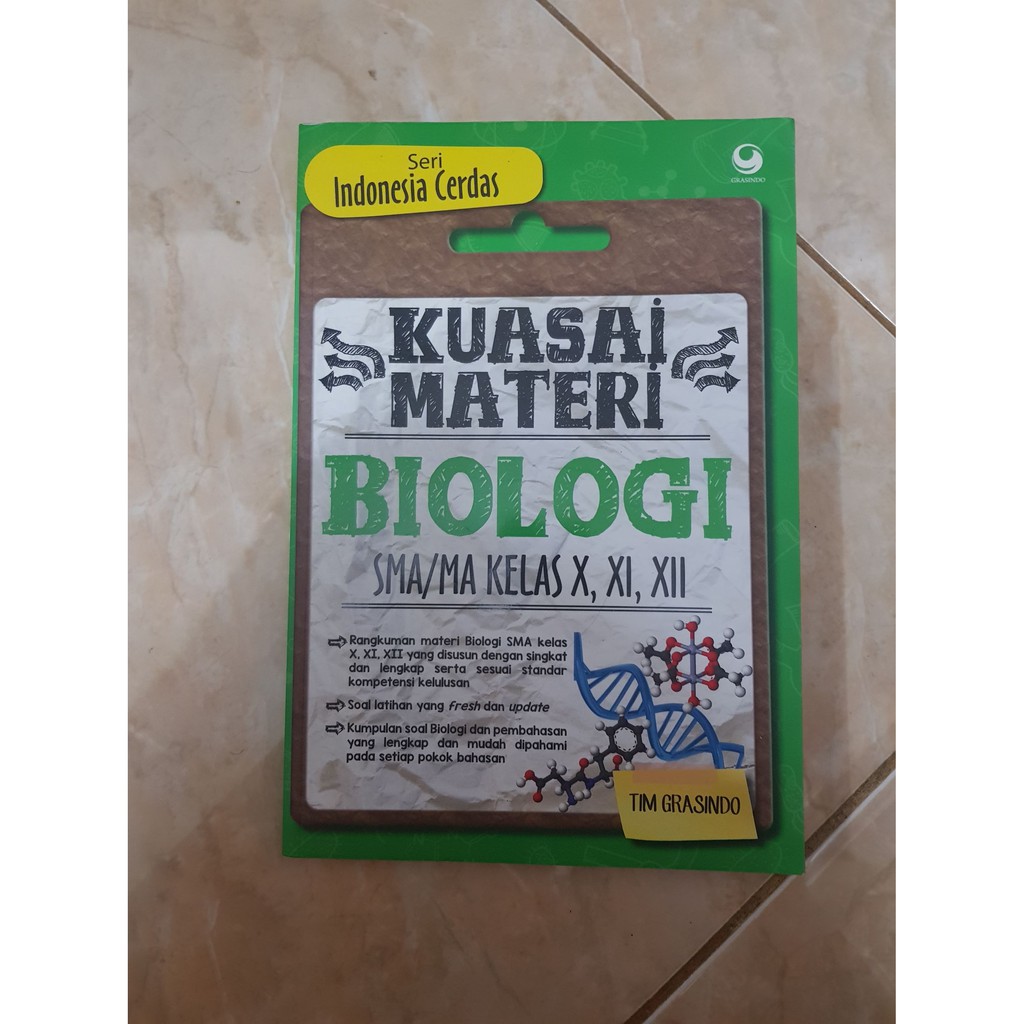 Seri
Indonesia Cerdas
GRASINDO
KUASAI
MATERI
BIOLOGI
SMA/MA KELAS X, XI, XII
Rangkuman materi Biologi SMA kelas
X, XI, XII yang disusun dengan singkat
dan lengkap serta sesuai standar
kompetensi kelulusan
Soal latihan yang fresh dan update
Kumpulan soal Biologi dan pembahasan
yang lengkap dan mudah dipahami
pada setiap pokok bahasan
TIM GRASINDO